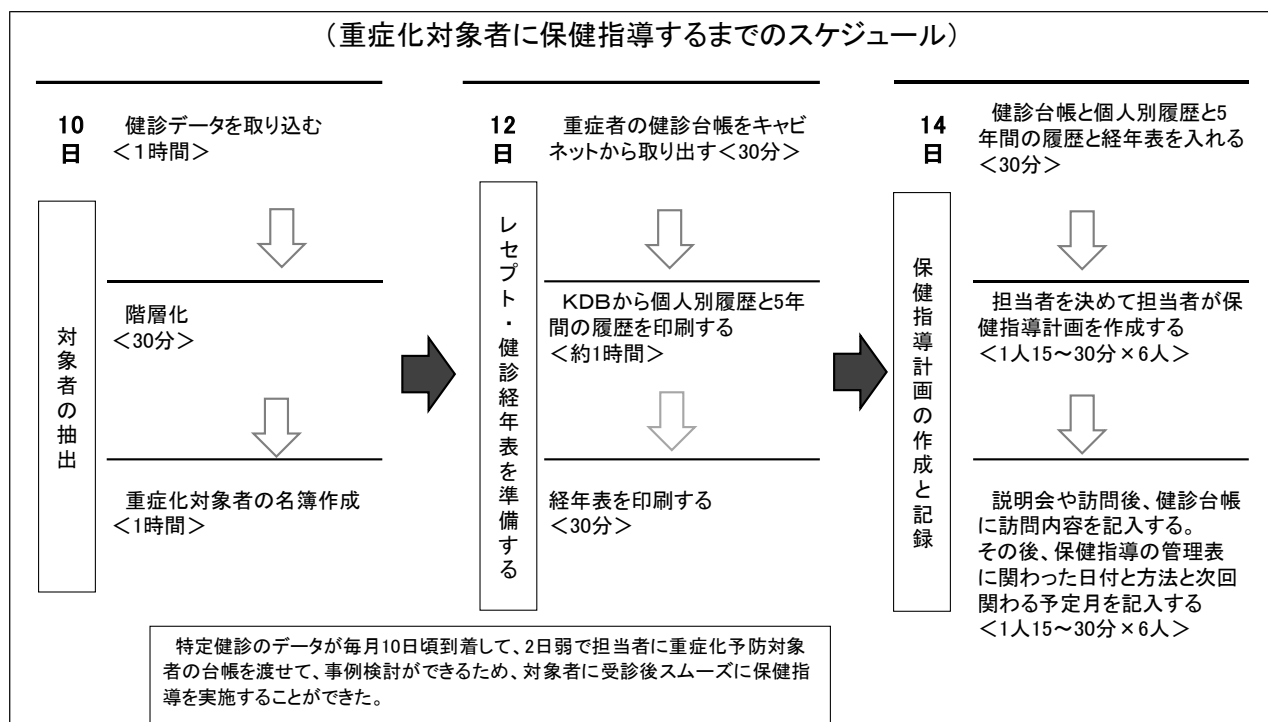 （重症化対象者に保健指導するまでのスケジュール）
10
日
健診データを取り込む
＜1時間＞
対象者の抽出
階層化
＜30分＞
重症化対象者の名簿作成
＜1時間＞
12
日
重症者の健診台帳をキャビ
ネットから取り出す＜30分＞
レセプト・健診経年表を準備する
KDBから個人別履歴と5年
間の履歴を印刷する
＜約1時間＞
経年表を印刷する
＜30分＞
14
日
健診台帳と個人別履歴と5
年間の履歴と経年表を入れる
＜30分＞
保健指導計画の作成と記録
担当者を決めて担当者が保
健指導計画を作成する
＜1人15～30分×6人＞
説明会や訪問後、健診台帳
に訪問内容を記入する。
その後、保健指導の管理表
に関わった日付と方法と次回
関わる予定月を記入する
＜1人15～30分×6人＞
特定健診のデータが毎月10日頃到着して、2日弱で担当者に重症化予防対象
者の台帳を渡せて、事例検討ができるため、対象者に受診後スムーズに保健指
導を実施することができた。